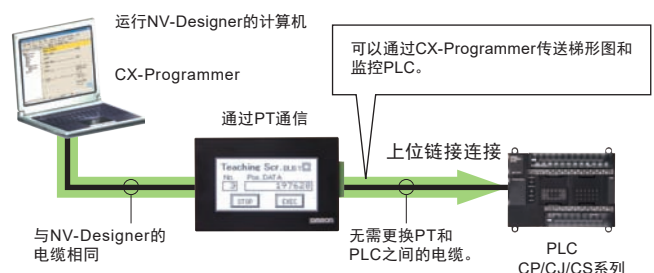 运行NV-Designer的计算机
CX-Programmer
可以通过CX-Programmer传送梯形图和
监控PLC。
通过PT通信
上位链接连接
Teaching Scr.
No. Pos.DATA
3 197620
STOP EXEC
OMRON
与NV-Designer的
电缆相同
无需更换PT和
PLC之间的电缆。
PLC
CP/CJ/CS系列